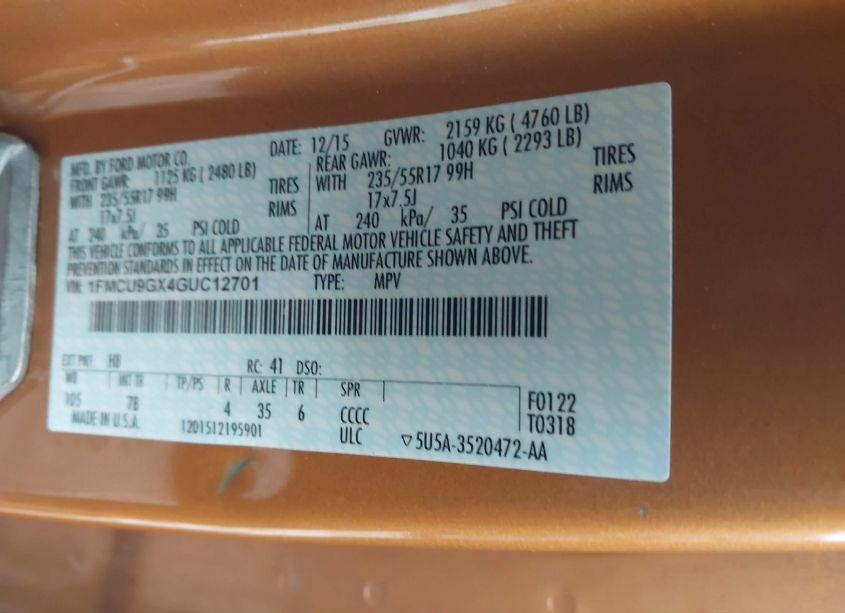 MFD. BY FORD MOTOR CO. DATE: 12/15 GVWR: 2159 KG ( 4760 LB)
FRONT GAWR: 1125 KG ( 2480 LB) REAR GAWR: 1040 KG ( 2293 LB)
WITH 235/55R17 99H TIRES WITH 235/55R17 99H TIRES
17x7.5J RIMS 17x7.5J RIMS
AT 240 kPa/ 35 PSI COLD AT 240 kPa/ 35 PSI COLD
THIS VEHICLE CONFORMS TO ALL APPLICABLE FEDERAL MOTOR VEHICLE SAFETY AND THEFT
PREVENTION STANDARDS IN EFFECT ON THE DATE OF MANUFACTURE SHOWN ABOVE.
VIN: 1FMCU9GX4GUC12701 TYPE: MPV
EXT PNT: HB RC: 41 DSO:
WB INT TR TP/PS R AXLE TR SPR
105 7B 4 35 6 CCCC F0122
MADE IN U.S.A. 1201512195901 ULC T0318
▽5U5A-3520472-AA